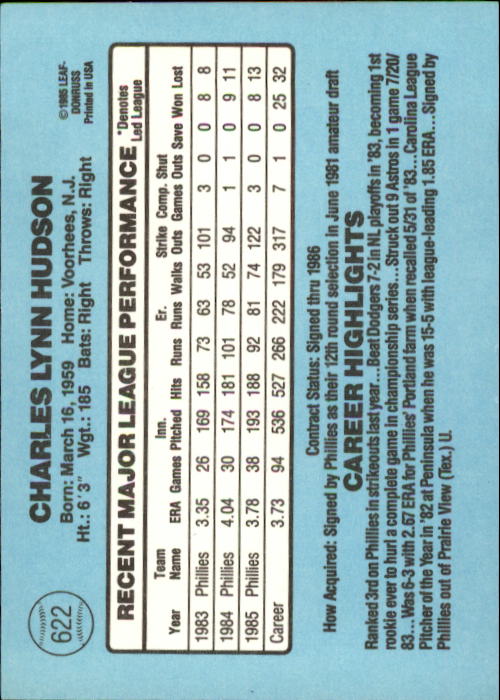 622
CHARLES LYNN HUDSON
Born: March 16, 1959 Home: Voorhees, N.J.
Ht.: 6'3" Wgt.: 185 Bats: Right Throws: Right
© 1985 LEAF-
DONRUSS
Printed in USA
RECENT MAJOR LEAGUE PERFORMANCE
*Denotes
Led League
Year Team Name ERA Games Inn. Pitched Hits Runs Er. Runs Walks Strike Outs Comp. Games Shut Outs Save Won Lost
1983 Phillies 3.35 26 169 158 73 63 53 101 3 0 0 8 8
1984 Phillies 4.04 30 174 181 101 78 52 94 1 1 0 9 11
1985 Phillies 3.78 38 193 188 92 81 74 122 3 0 0 8 13
Career 3.73 94 536 527 266 222 179 317 7 1 0 25 32
Contract Status: Signed thru 1986
How Acquired: Signed by Phillies as their 12th round selection in June 1981 amateur draft
CAREER HIGHLIGHTS
Ranked 3rd on Phillies in strikeouts last year...Beat Dodgers 7-2 in NL playoffs in '83, becoming 1st
rookie ever to hurl a complete game in championship series....Struck out 9 Astros in 1 game 7/20/
83...Was 6-3 with 2.67 ERA for Phillies' Portland farm when recalled 5/31 of '83...Carolina League
Pitcher of the Year in '82 at Peninsula when he was 15-5 with league-leading 1.85 ERA....Signed by
Phillies out of Prairie View (Tex.) U.